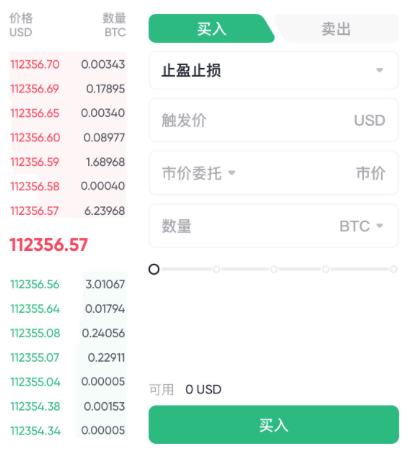 价格 数量
USD BTC
112356.70 0.00343
112356.69 0.17895
112356.65 0.00340
112356.60 0.08977
112356.59 1.68968
112356.58 0.00040
112356.57 6.23968
112356.57
112356.56 3.01067
112355.64 0.01794
112355.08 0.24056
112355.07 0.22911
112355.04 0.00005
112354.38 0.00153
112354.34 0.00005
买入 卖出
止盈止损
触发价 USD
市价委托 市价
数量 BTC
可用 0 USD
买入